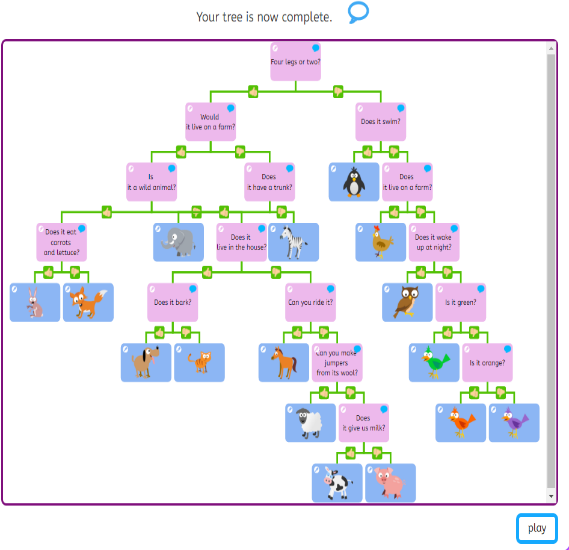 Your tree is now complete.
Four legs or two?
Would
it live on a farm?
Does it swim?
Is
it a wild animal?
Does
it have a trunk?
Does
it live on a farm?
Does it eat
carrots
and lettuce?
Does it
live in the house?
Does it wake
up at night?
Does it bark?
Can you ride it?
Is it green?
Can you make
jumpers
from its wool?
Is it orange?
Does
it give us milk?
play